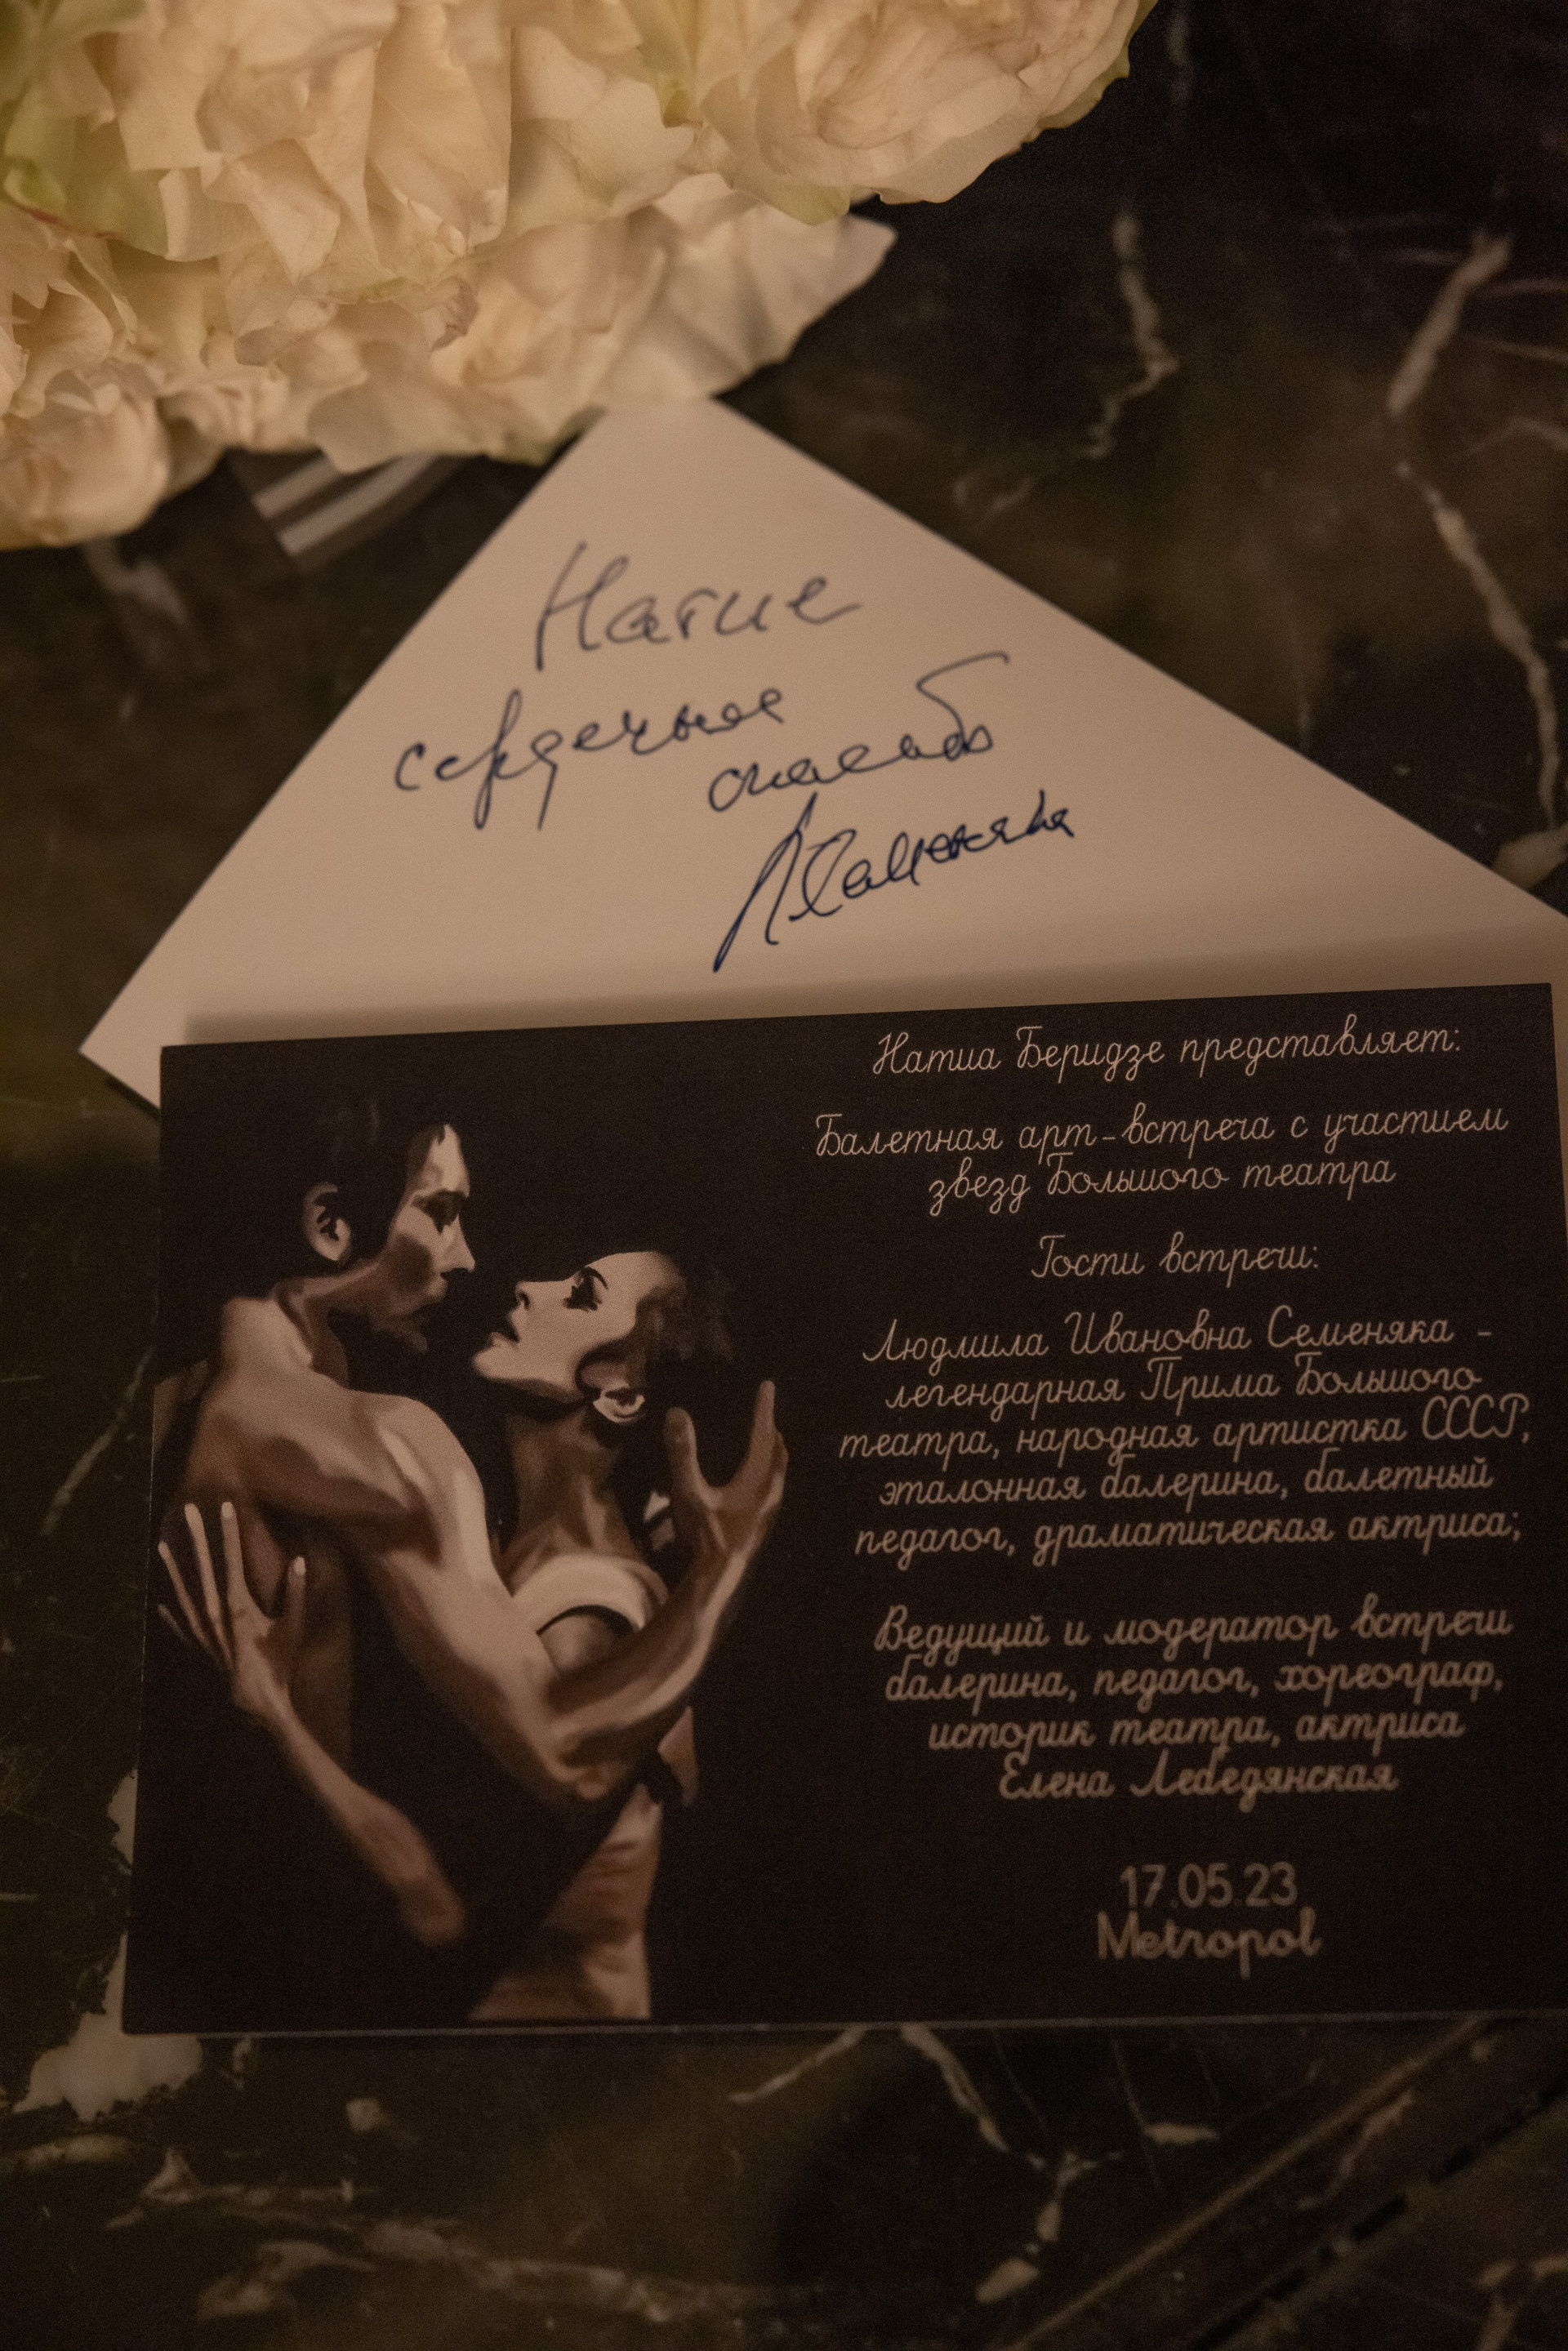 Натие
сердечное
спасибо
ЛСеменяка
Натиа Беридзе представляет:
Балетная арт-встреча с участием
звезд Большого театра
Гости встречи:
Людмила Ивановна Семеняка -
легендарная Прима Большого
театра, народная артистка СССР,
эталонная балерина, балетный
педагог, драматическая актриса;
Ведущий и модератор встречи
балерина, педагог, хореограф,
историк театра, актриса
Елена Лебедянская
17.05.23
Metropol